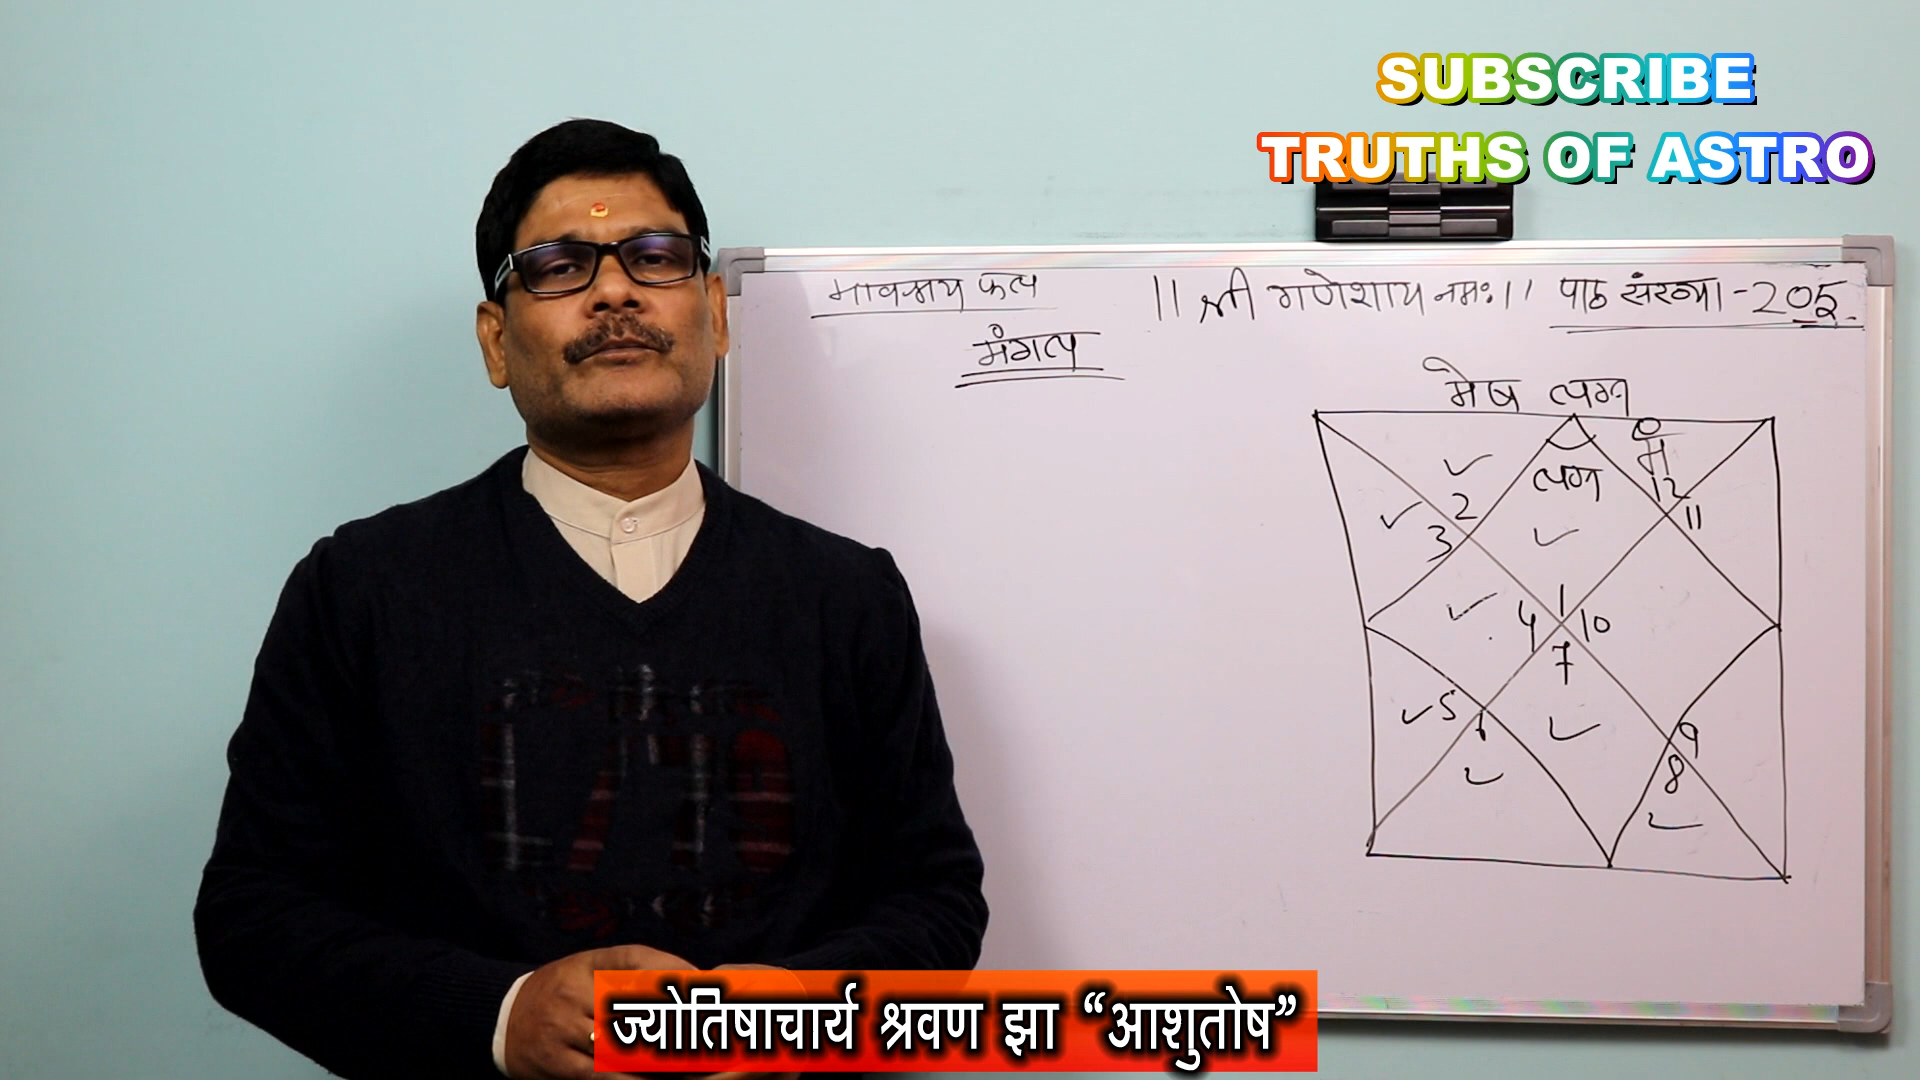 SUBSCRIBE
TRUTHS OF ASTRO
भावमय फल
॥ श्री गणेशाय नमः॥ पाठ संख्या-205.
मंगल
मेष लग्न
मं
लग्न
12
2
11
3
1
4
10
7
5
6
9
8
ज्योतिषाचार्य श्रवण झा “आशुतोष”